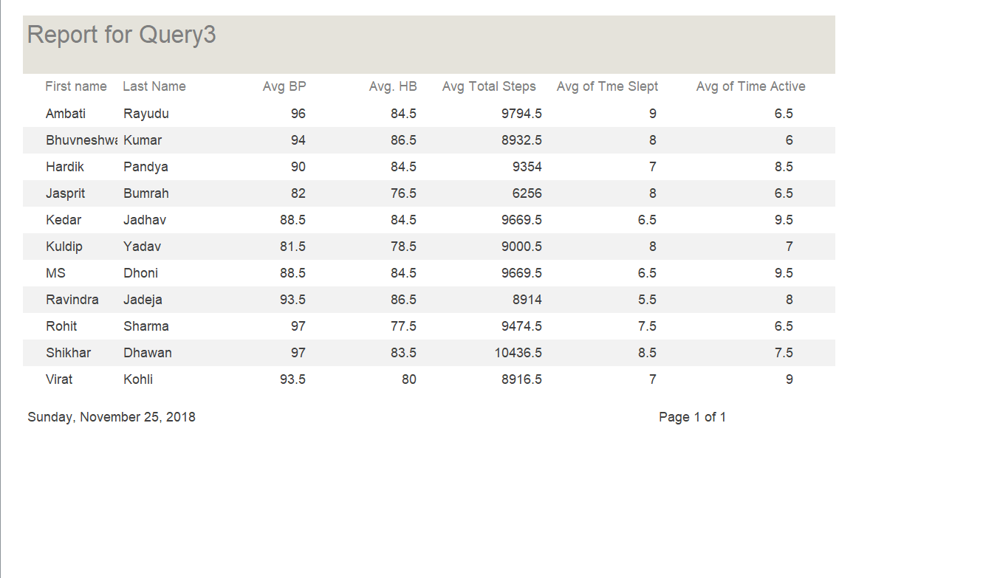 Report for Query3
First name Last Name Avg BP Avg. HB Avg Total Steps Avg of Tme Slept Avg of Time Active
Ambati Rayudu 96 84.5 9794.5 9 6.5
Bhuvneshwa Kumar 94 86.5 8932.5 8 6
Hardik Pandya 90 84.5 9354 7 8.5
Jasprit Bumrah 82 76.5 6256 8 6.5
Kedar Jadhav 88.5 84.5 9669.5 6.5 9.5
Kuldip Yadav 81.5 78.5 9000.5 8 7
MS Dhoni 88.5 84.5 9669.5 6.5 9.5
Ravindra Jadeja 93.5 86.5 8914 5.5 8
Rohit Sharma 97 77.5 9474.5 7.5 6.5
Shikhar Dhawan 97 83.5 10436.5 8.5 7.5
Virat Kohli 93.5 80 8916.5 7 9
Sunday, November 25, 2018 Page 1 of 1